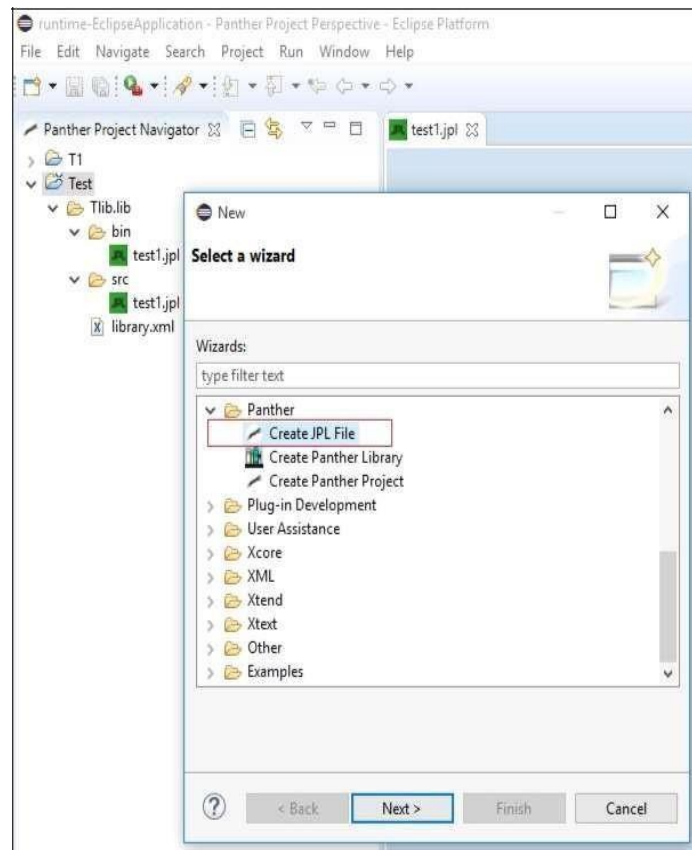 runtime-EclipseApplication - Panther Project Perspective - Eclipse Platform
File Edit Navigate Search Project Run Window Help
Panther Project Navigator
test1.jpl
T1
Test
Tlib.lib
bin
test1.jpl
src
test1.jpl
library.xml
New
Select a wizard
Wizards:
type filter text
Panther
Create JPL File
Create Panther Library
Create Panther Project
Plug-in Development
User Assistance
Xcore
XML
Xtend
Xtext
Other
Examples
?
< Back
Next >
Finish
Cancel